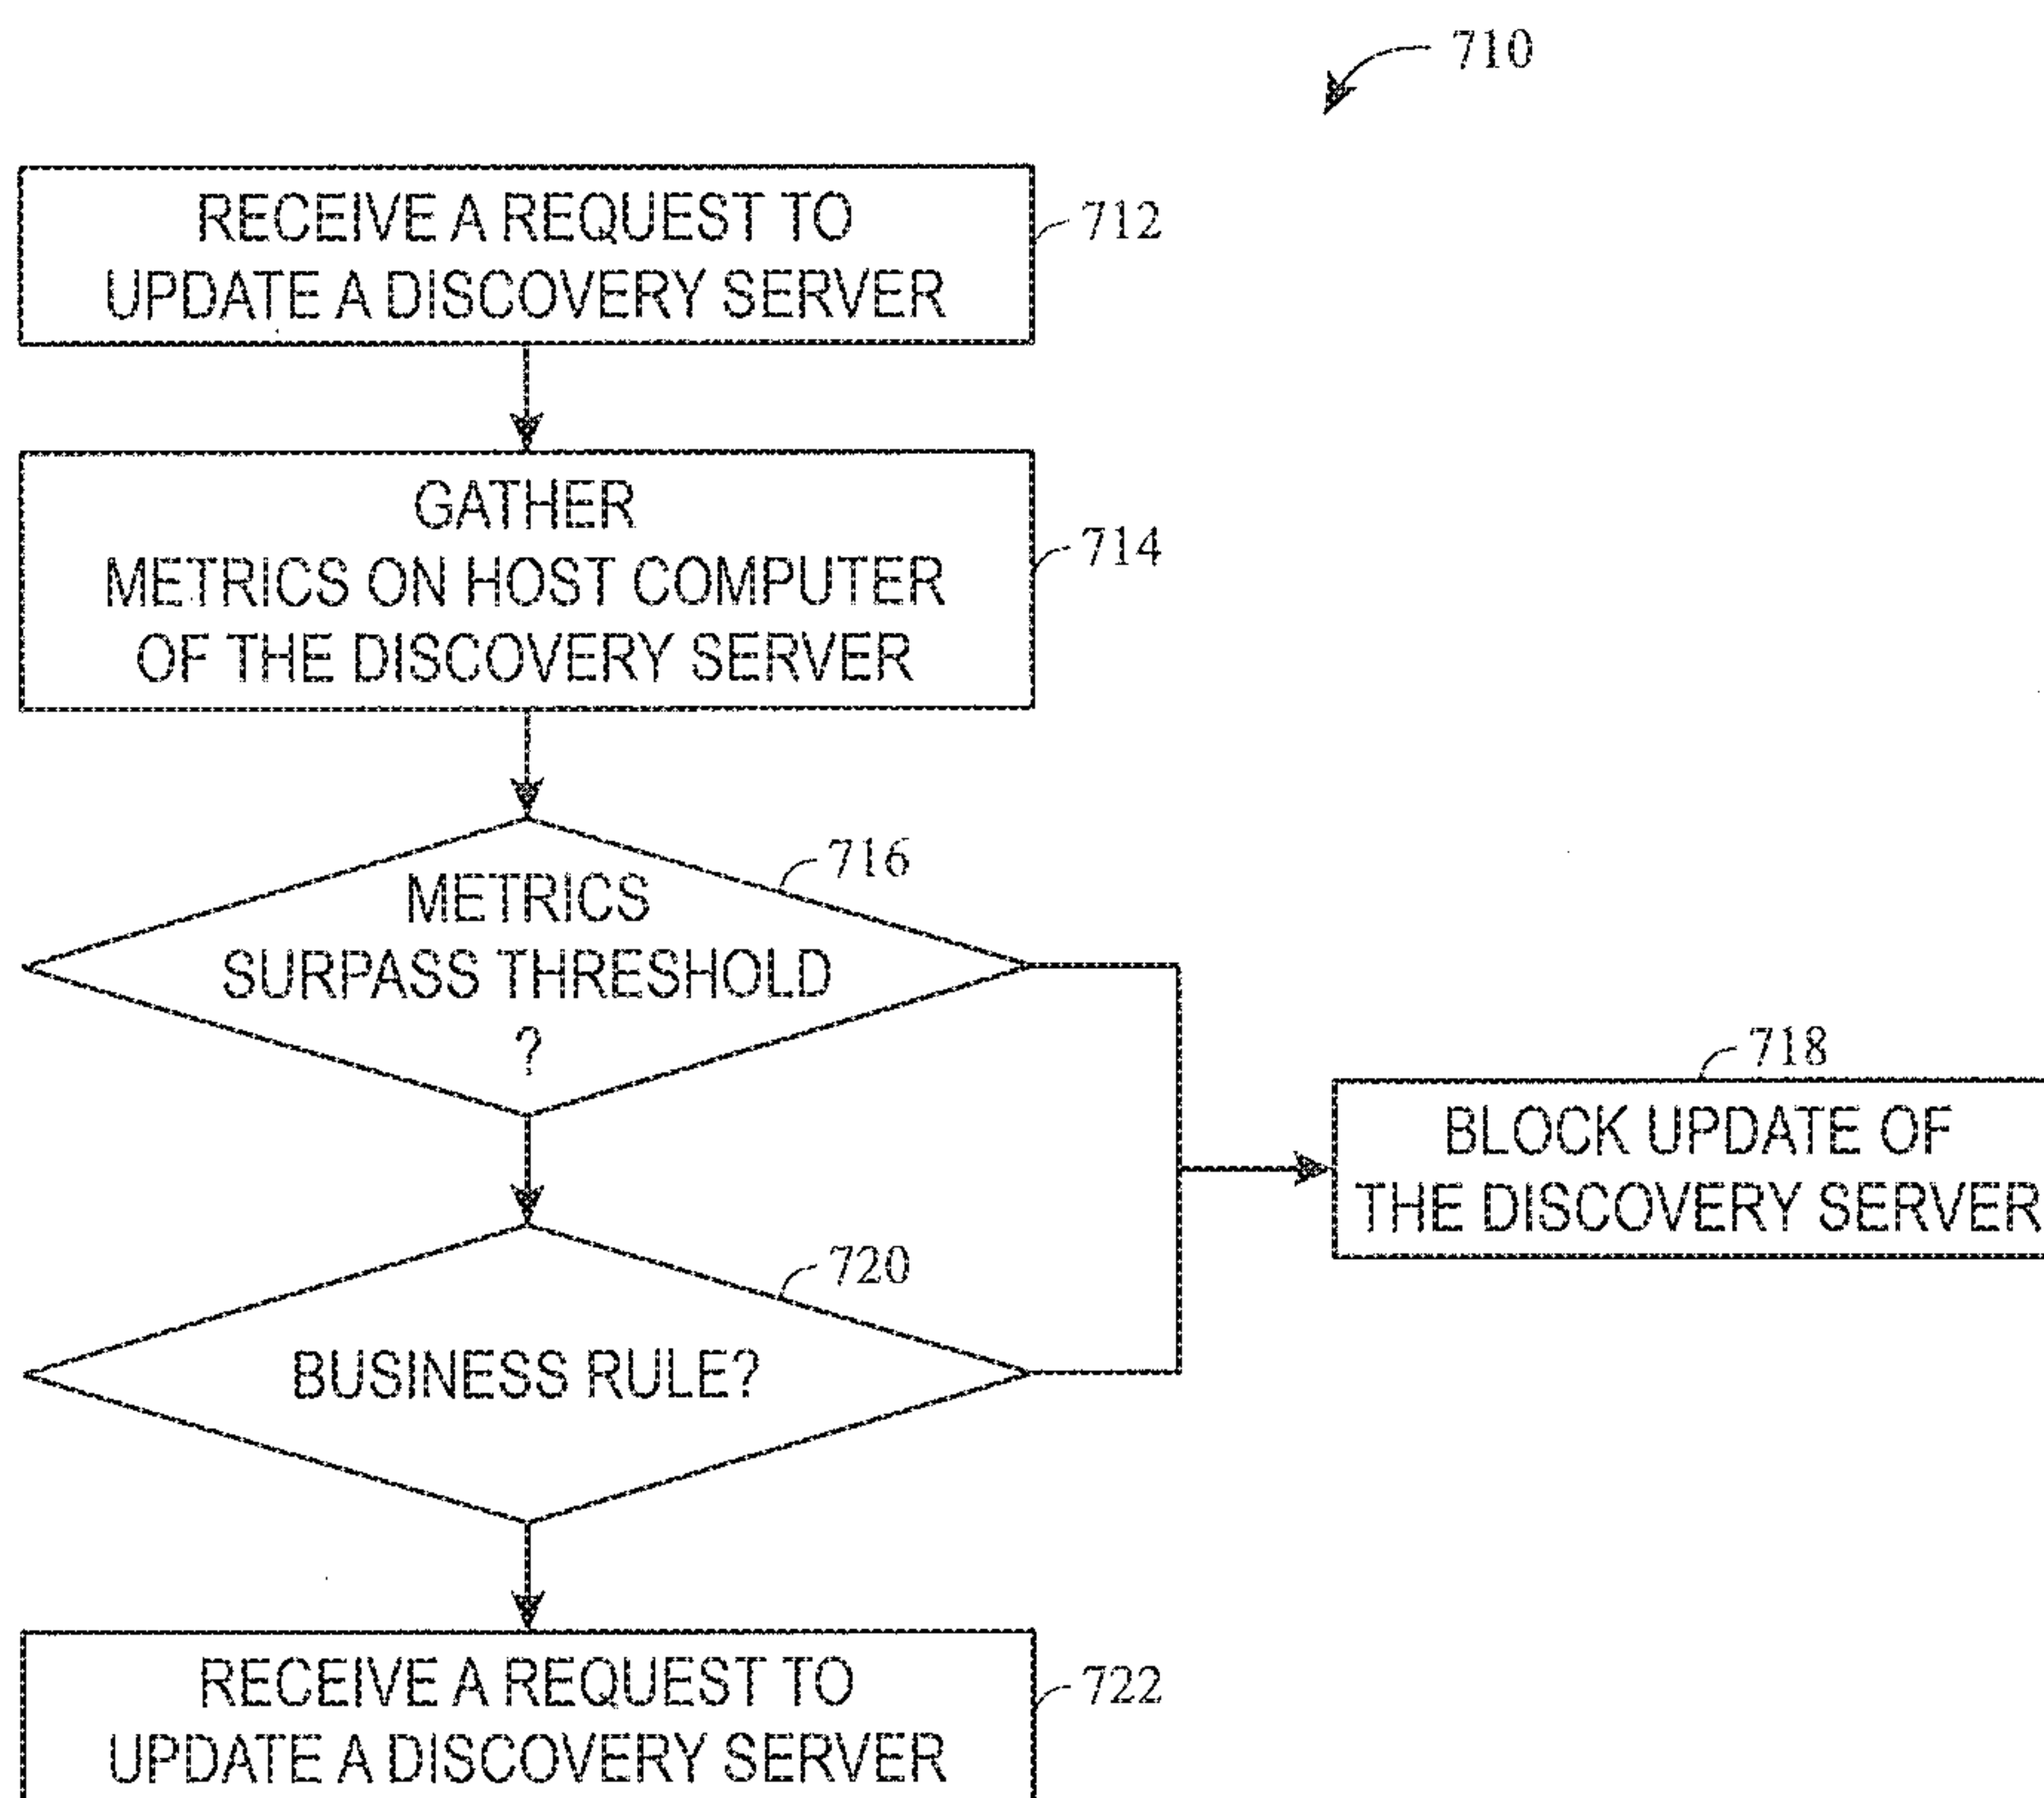 710
RECEIVE A REQUEST TO
UPDATE A DISCOVERY SERVER
712
GATHER
METRICS ON HOST COMPUTER
OF THE DISCOVERY SERVER
714
716
METRICS
SURPASS THRESHOLD
?
718
BLOCK UPDATE OF
THE DISCOVERY SERVER
720
BUSINESS RULE?
RECEIVE A REQUEST TO
UPDATE A DISCOVERY SERVER
722